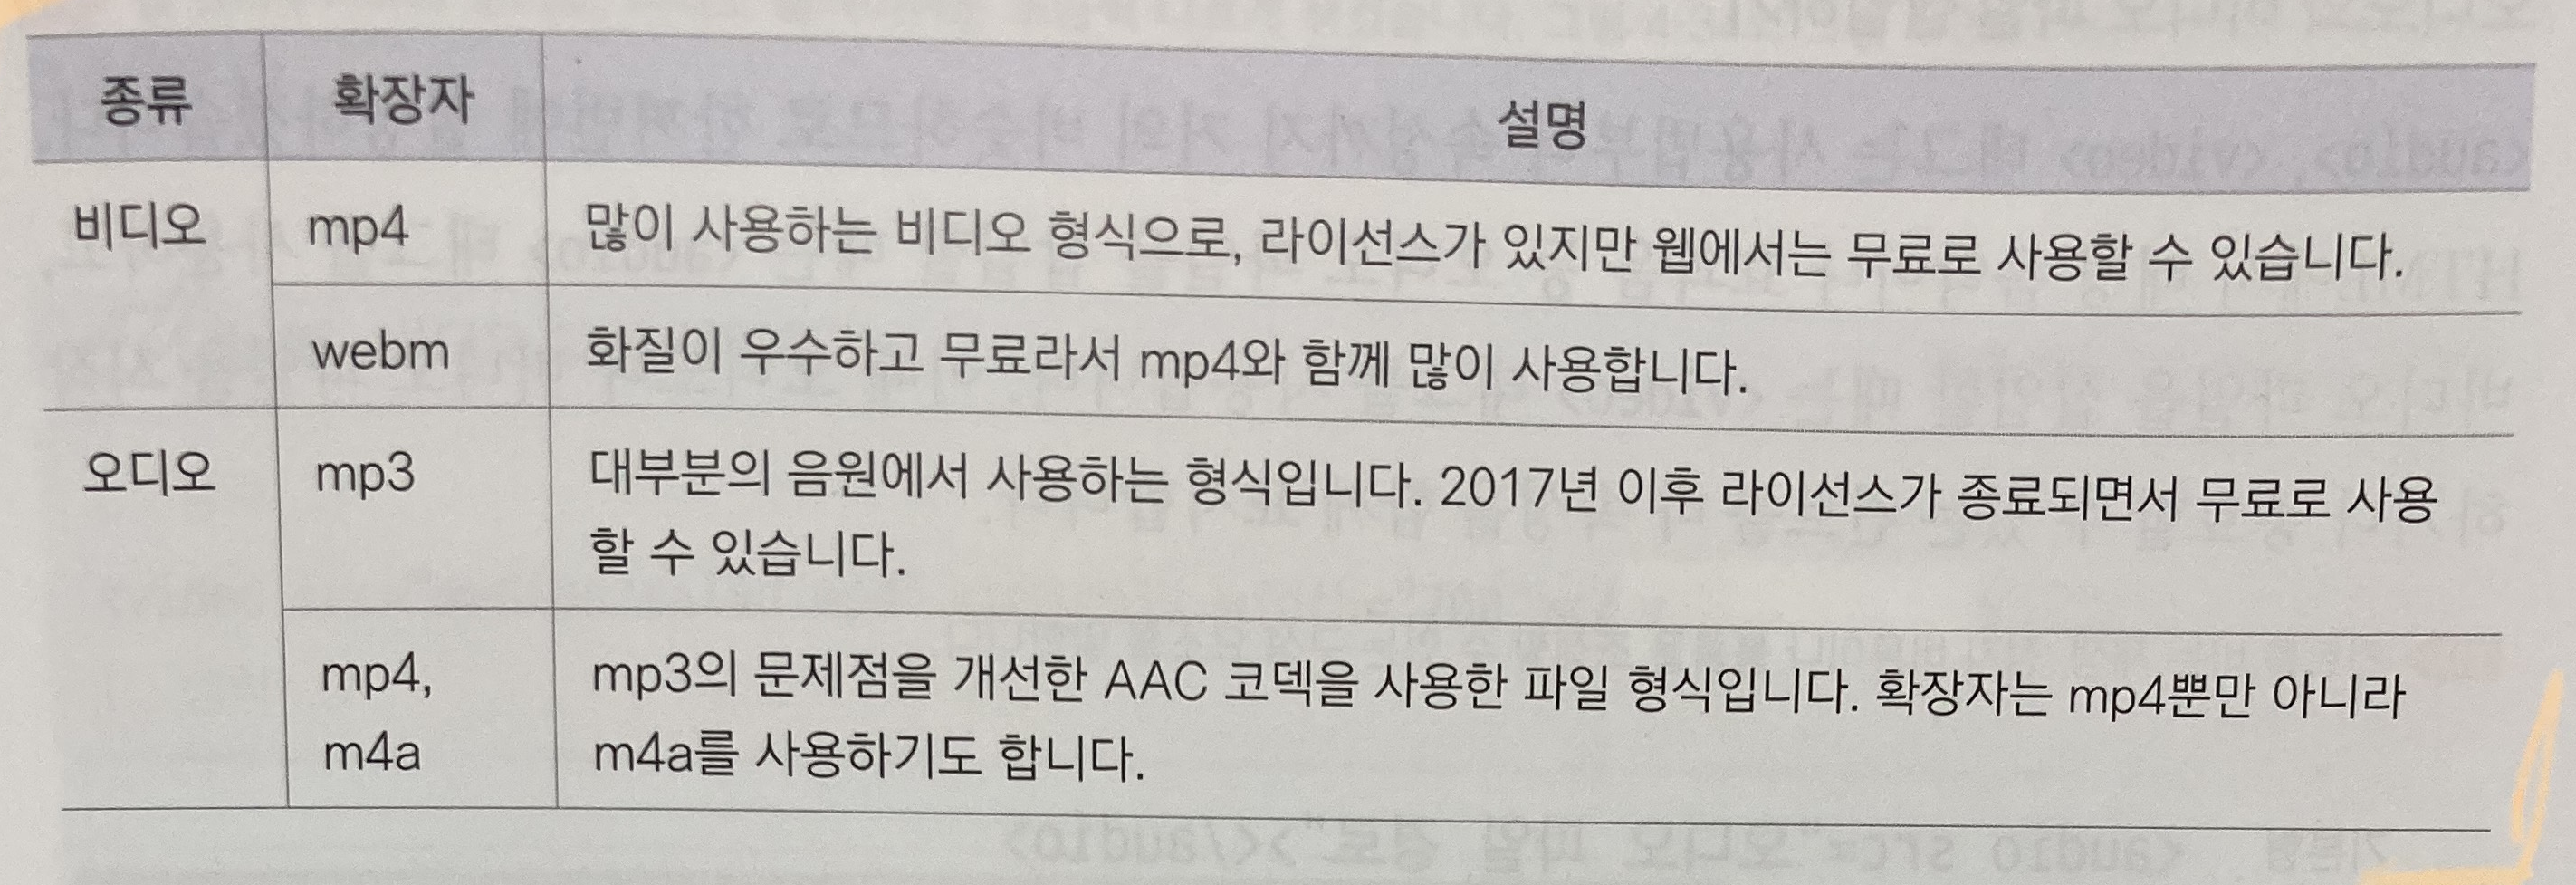 종류 확장자 설명
비디오 mp4 많이 사용하는 비디오 형식으로, 라이선스가 있지만 웹에서는 무료로 사용할 수 있습니다.
webm 화질이 우수하고 무료라서 mp4와 함께 많이 사용합니다.
오디오 mp3 대부분의 음원에서 사용하는 형식입니다. 2017년 이후 라이선스가 종료되면서 무료로 사용
할 수 있습니다.
mp4, mp3의 문제점을 개선한 AAC 코덱을 사용한 파일 형식입니다. 확장자는 mp4뿐만 아니라
m4a m4a를 사용하기도 합니다.